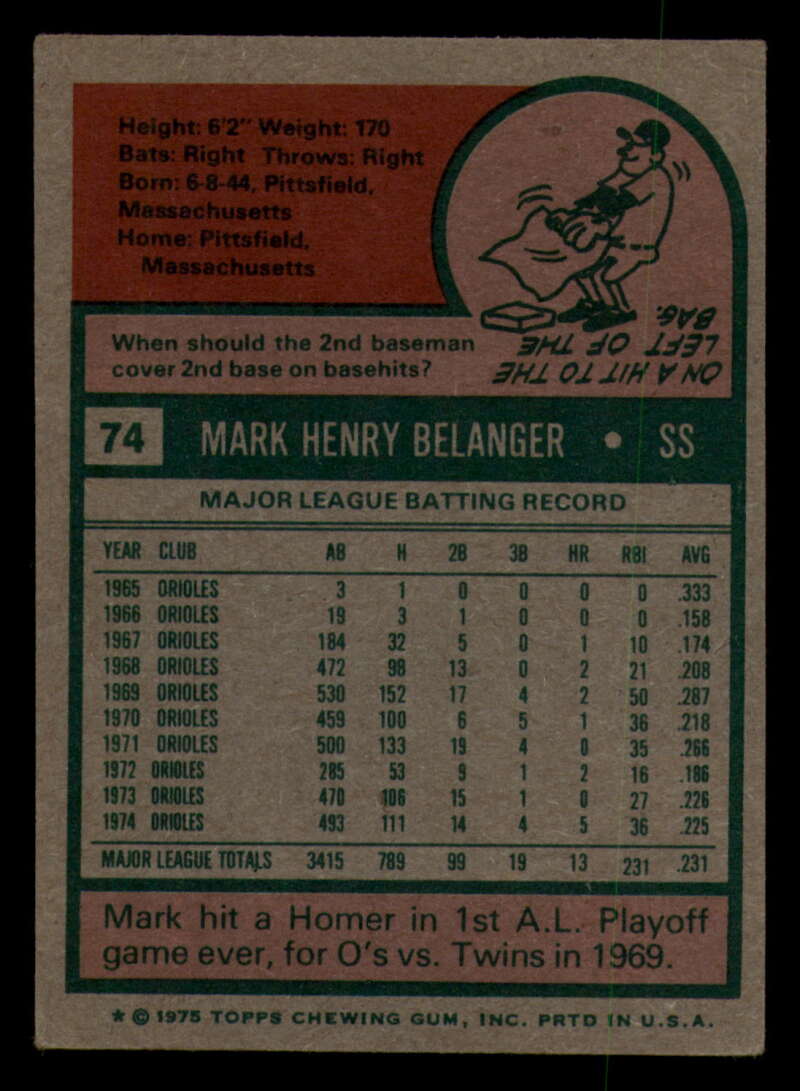 Height: 6'2" Weight: 170
Bats: Right Throws: Right
Born: 6-8-44, Pittsfield,
Massachusetts
Home: Pittsfield,
Massachusetts
When should the 2nd baseman
cover 2nd base on basehits?
ON A HIT TO THE
LEFT OF THE
BAG.
74 MARK HENRY BELANGER • SS
MAJOR LEAGUE BATTING RECORD
YEAR CLUB AB H 2B 3B HR RBI AVG
1965 ORIOLES 3 1 0 0 0 0 .333
1966 ORIOLES 19 3 1 0 0 0 .158
1967 ORIOLES 184 32 5 0 1 10 .174
1968 ORIOLES 472 98 13 0 2 21 .208
1969 ORIOLES 530 152 17 4 2 50 .287
1970 ORIOLES 459 100 6 5 1 36 .218
1971 ORIOLES 500 133 19 4 0 35 .266
1972 ORIOLES 285 53 9 1 2 16 .186
1973 ORIOLES 470 106 15 1 0 27 .226
1974 ORIOLES 493 111 14 4 5 36 .225
MAJOR LEAGUE TOTALS 3415 789 99 19 13 231 .231
Mark hit a Homer in 1st A.L. Playoff
game ever, for O's vs. Twins in 1969.
* © 1975 TOPPS CHEWING GUM, INC. PRTD IN U.S.A.